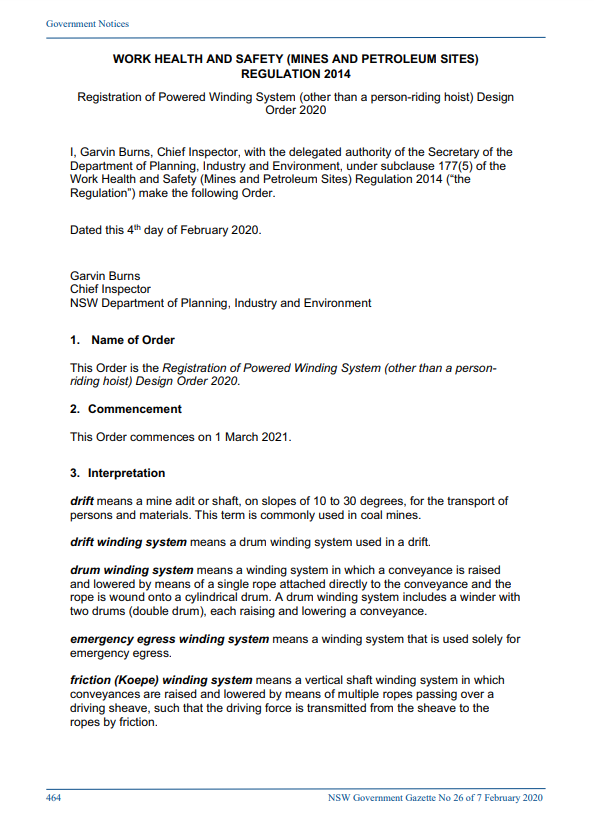 Government Notices
WORK HEALTH AND SAFETY (MINES AND PETROLEUM SITES)
REGULATION 2014
Registration of Powered Winding System (other than a person-riding hoist) Design
Order 2020
I, Garvin Burns, Chief Inspector, with the delegated authority of the Secretary of the
Department of Planning, Industry and Environment, under subclause 177(5) of the
Work Health and Safety (Mines and Petroleum Sites) Regulation 2014 (“the
Regulation”) make the following Order.
Dated this 4th day of February 2020.
Garvin Burns
Chief Inspector
NSW Department of Planning, Industry and Environment
1. Name of Order
This Order is the Registration of Powered Winding System (other than a person-
riding hoist) Design Order 2020.
2. Commencement
This Order commences on 1 March 2021.
3. Interpretation
drift means a mine adit or shaft, on slopes of 10 to 30 degrees, for the transport of
persons and materials. This term is commonly used in coal mines.
drift winding system means a drum winding system used in a drift.
drum winding system means a winding system in which a conveyance is raised
and lowered by means of a single rope attached directly to the conveyance and the
rope is wound onto a cylindrical drum. A drum winding system includes a winder with
two drums (double drum), each raising and lowering a conveyance.
emergency egress winding system means a winding system that is used solely for
emergency egress.
friction (Koepe) winding system means a vertical shaft winding system in which
conveyances are raised and lowered by means of multiple ropes passing over a
driving sheave, such that the driving force is transmitted from the sheave to the
ropes by friction.
464
NSW Government Gazette No 26 of 7 February 2020